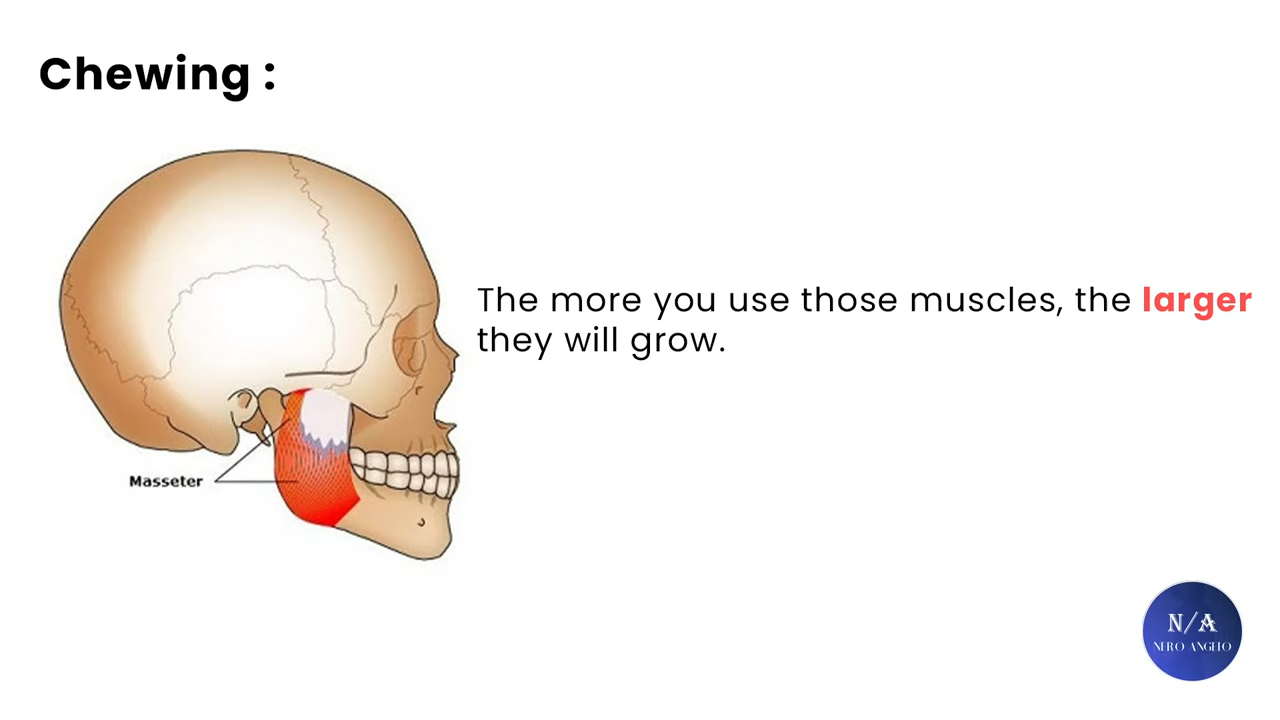 Chewing :
The more you use those muscles, the larger
they will grow.
Masseter
N/A
NERO ANGELO